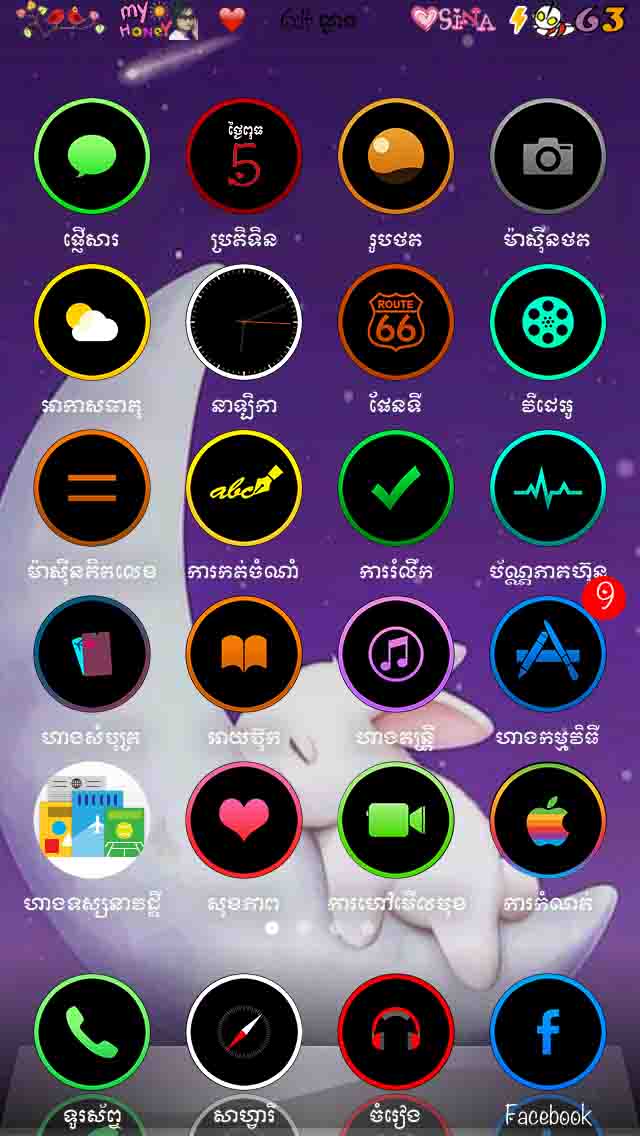 my HONEY SINA 63
ថ្ងៃពុធ
5
ផ្ញើសារ ប្រតិទិន រូបថត ម៉ាស៊ីនថត
ROUTE
66
អាកាសធាតុ នាឡិកា ផែនទី វីដេអូ
abc
ម៉ាស៊ីនគិតលេខ ការកត់ចំណាំ ការរំលឹក ប័ណ្ណភាគហ៊ុន
9
ហាងសំបុត្រ អាយប៊ុក ហាងតន្ត្រី ហាងកម្មវិធី
ហាងទស្សនាវដ្ដី សុខភាព ការហៅមើលមុខ ការកំណត់
ទូរស័ព្ទ សាហ្វារី ចំរៀង Facebook